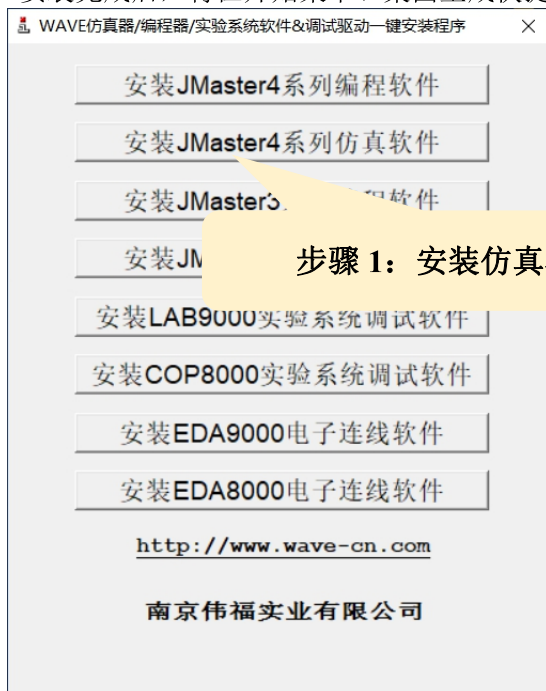 WAVE仿真器/编程器/实验系统软件&调试驱动一键安装程序
安装JMaster4系列编程软件
安装JMaster4系列仿真软件
安装JMaster3
软件
安装JM
步骤 1：安装仿真
安装LAB9000实验系统调试软件
安装COP8000实验系统调试软件
安装EDA9000电子连线软件
安装EDA8000电子连线软件
http://www.wave-cn.com
南京伟福实业有限公司